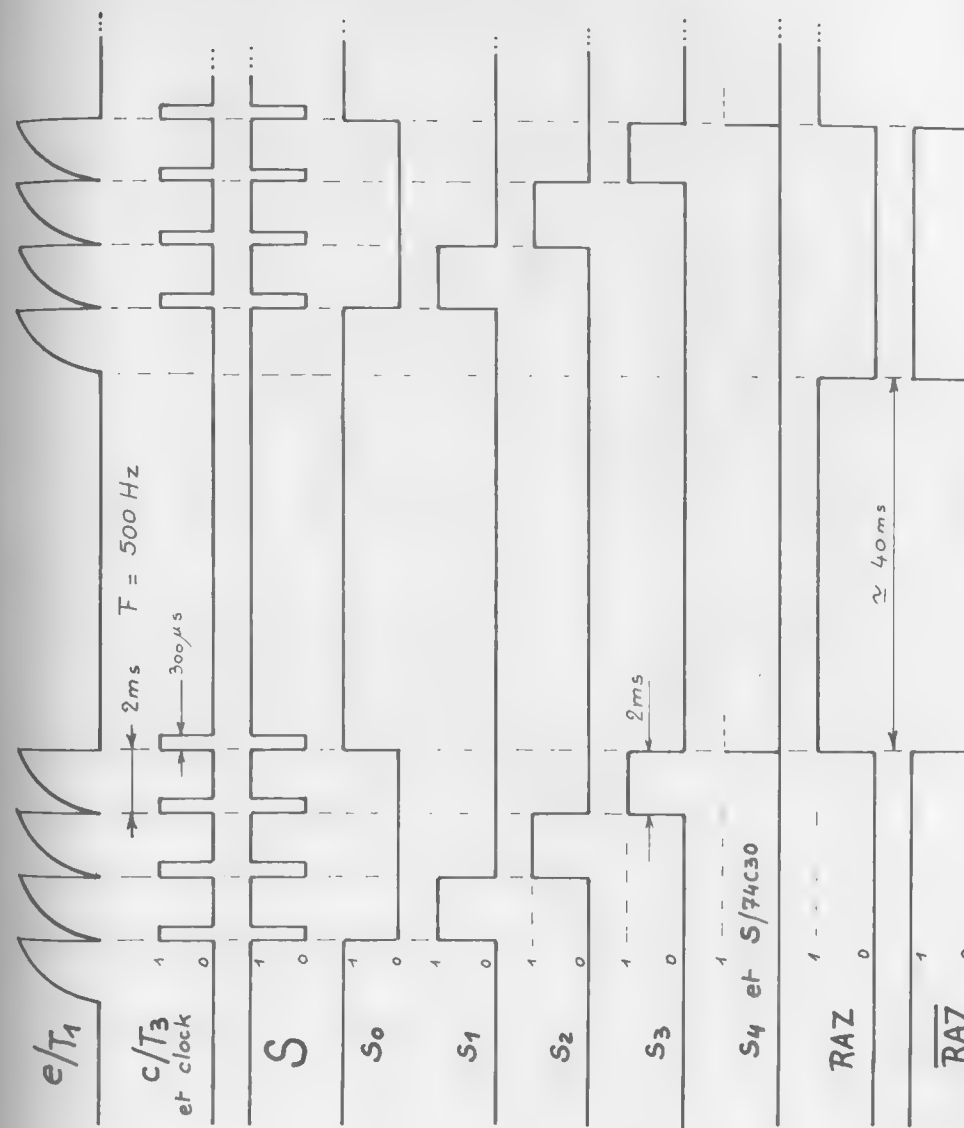 e/T1
c/T3
et clock
1
0
2ms F = 500 Hz
300µs
S
1
0
S0
1
0
S1
1
0
S2
1
0
S3
1
0
2ms
S4 et S/74C30
1
RAZ
1
0
≃ 40ms
RAZ
1
0